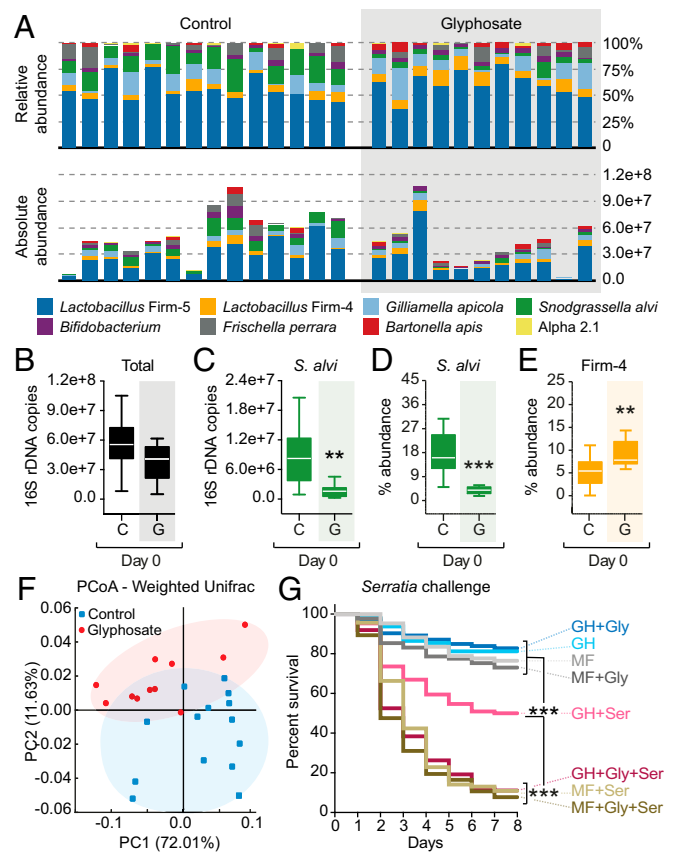 A
Control
Glyphosate
Relative
abundance
100%
75%
50%
25%
0
Absolute
abundance
1.2e+8
9.0e+7
6.0e+7
3.0e+7
0.0
Lactobacillus Firm-5
Lactobacillus Firm-4
Gilliamella apicola
Snodgrassella alvi
Bifidobacterium
Frischella perrara
Bartonella apis
Alpha 2.1
B
Total
16S rDNA copies
1.2e+8
9.0e+7
6.0e+7
3.0e+7
0.0
C G
Day 0
C
S. alvi
16S rDNA copies
2.4e+7
1.8e+7
1.2e+7
6.0e+6
0.0
**
C G
Day 0
D
S. alvi
% abundance
45
30
15
0
***
C G
Day 0
E
Firm-4
% abundance
25
20
15
10
5
0
**
C G
Day 0
F
PCoA - Weighted Unifrac
Control
Glyphosate
PC2 (11.63%)
0.06
0.04
0.02
0.00
-0.02
-0.04
-0.06
-0.1 0.0 0.1
PC1 (72.01%)
G
Serratia challenge
Percent survival
100
80
60
40
20
0
0 1 2 3 4 5 6 7 8
Days
GH+Gly
GH
MF
MF+Gly
***
GH+Ser
***
GH+Gly+Ser
MF+Ser
MF+Gly+Ser